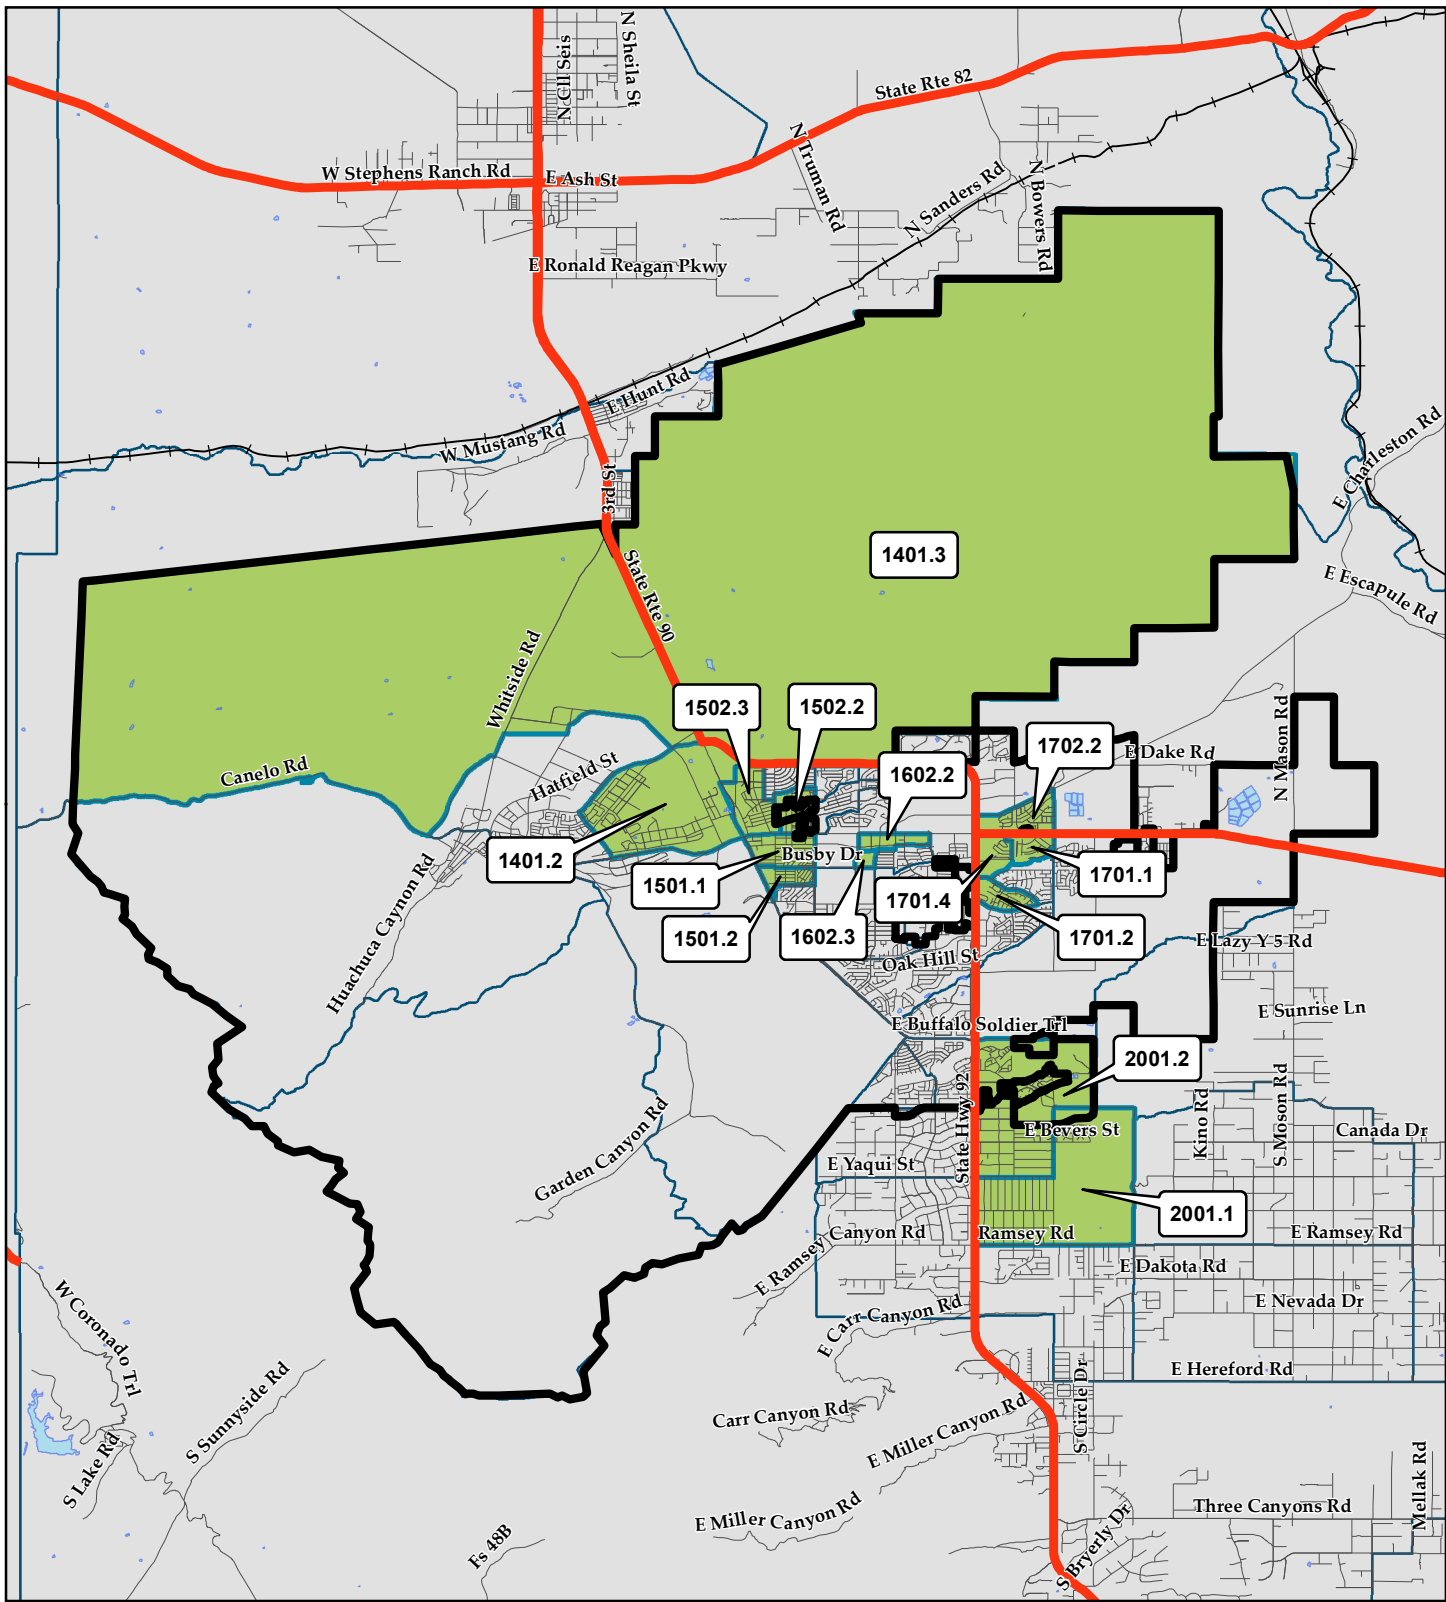 N Sheila St
N Cll Seis
State Rte 82
N Truman Rd
W Stephens Ranch Rd
E Ash St
N Sanders Rd
N Bowers Rd
E Ronald Reagan Pkwy
E Hunt Rd
W Mustang Rd
E Charleston Rd
3rd St
1401.3
State Rte 90
E Escapule Rd
Whitside Rd
1502.3
1502.2
N Mason Rd
1702.2
E Dake Rd
Canelo Rd
Hatfield St
1602.2
1401.2
Busby Dr
1501.1
1701.1
1701.4
Huachuca Caynon Rd
1501.2
1602.3
1701.2
E Lazy Y 5 Rd
Oak Hill St
E Sunrise Ln
E Buffalo Soldier Trl
2001.2
State Hwy 92
Kino Rd
S Moson Rd
E Bevers St
Canada Dr
Garden Canyon Rd
E Yaqui St
2001.1
E Ramsey Canyon Rd
Ramsey Rd
E Ramsey Rd
E Dakota Rd
W Coronado Trl
E Carr Canyon Rd
E Nevada Dr
E Hereford Rd
S Sunnyside Rd
S Circle Dr
Carr Canyon Rd
E Miller Canyon Rd
S Lake Rd
Mellak Rd
E Miller Canyon Rd
Three Canyons Rd
Fs 48B
S Bryerly Dr